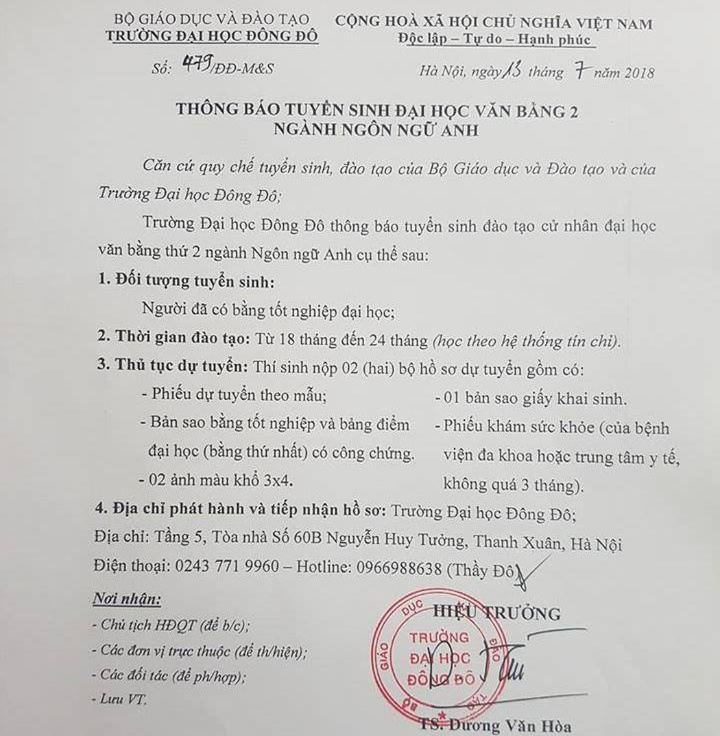 BỘ GIÁO DỤC VÀ ĐÀO TẠO
TRƯỜNG ĐẠI HỌC ĐÔNG ĐÔ
CỘNG HOÀ XÃ HỘI CHỦ NGHĨA VIỆT NAM
Độc lập – Tự do – Hạnh phúc
Số: 479/ĐĐ-M&S
Hà Nội, ngày 13 tháng 7 năm 2018
THÔNG BÁO TUYỂN SINH ĐẠI HỌC VĂN BẰNG 2
NGÀNH NGÔN NGỮ ANH
Căn cứ quy chế tuyển sinh, đào tạo của Bộ Giáo dục và Đào tạo và của
Trường Đại học Đông Đô;
Trường Đại học Đông Đô thông báo tuyển sinh đào tạo cử nhân đại học
văn bằng thứ 2 ngành Ngôn ngữ Anh cụ thể sau:
1. Đối tượng tuyển sinh:
Người đã có bằng tốt nghiệp đại học;
2. Thời gian đào tạo: Từ 18 tháng đến 24 tháng (học theo hệ thống tín chỉ).
3. Thủ tục dự tuyển: Thí sinh nộp 02 (hai) bộ hồ sơ dự tuyển gồm có:
- Phiếu dự tuyển theo mẫu;
- Bản sao bằng tốt nghiệp và bảng điểm
đại học (bằng thứ nhất) có công chứng.
- 02 ảnh màu khổ 3x4.
- 01 bản sao giấy khai sinh.
- Phiếu khám sức khỏe (của bệnh
viện đa khoa hoặc trung tâm y tế,
không quá 3 tháng).
4. Địa chỉ phát hành và tiếp nhận hồ sơ: Trường Đại học Đông Đô;
Địa chỉ: Tầng 5, Tòa nhà Số 60B Nguyễn Huy Tưởng, Thanh Xuân, Hà Nội
Điện thoại: 0243 771 9960 – Hotline: 0966988638 (Thầy Đô)
Nơi nhận:
- Chủ tịch HĐQT (để b/c);
- Các đơn vị trực thuộc (để th/hiện);
- Các đối tác (để ph/hợp);
- Lưu VT.
HIỆU TRƯỞNG
BỘ GIÁO DỤC VÀ ĐÀO TẠO
TRƯỜNG
ĐẠI HỌC
ĐÔNG ĐÔ
TS. Dương Văn Hòa